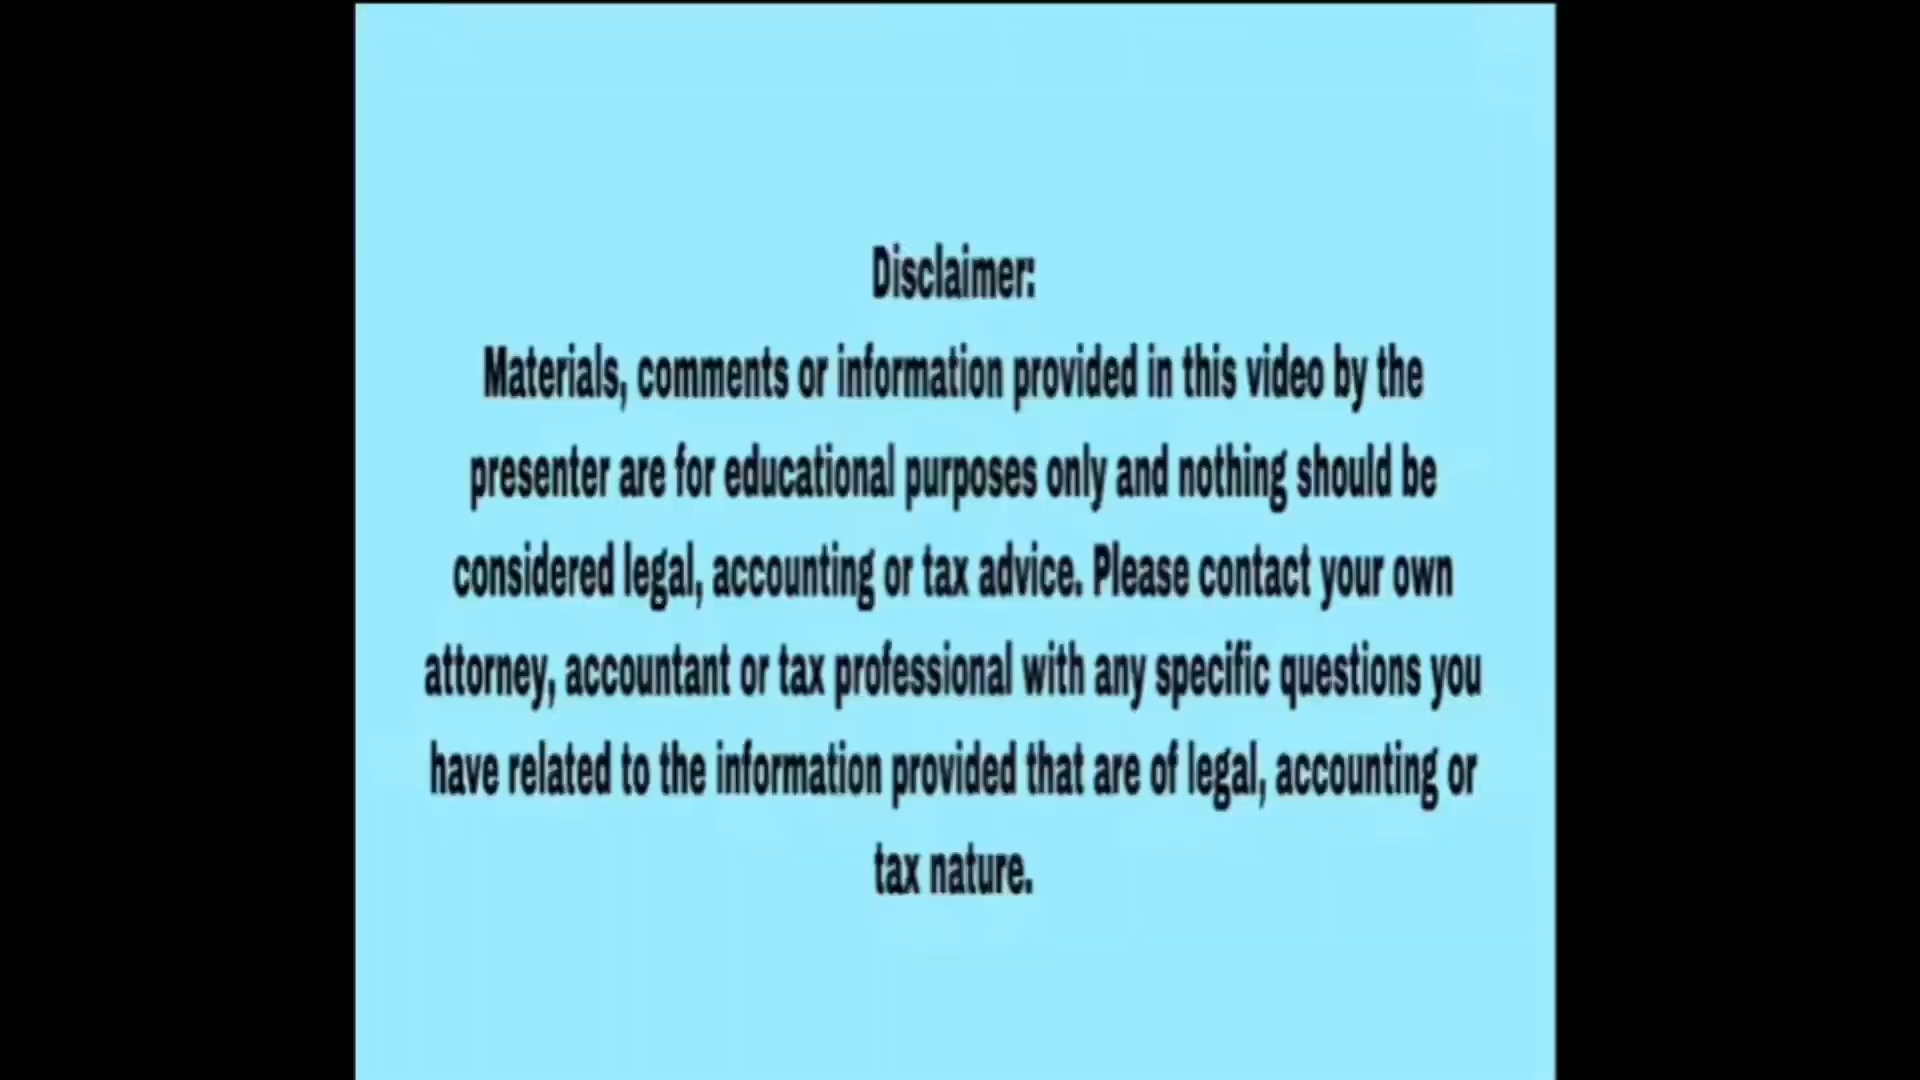 Disclaimer:
Materials, comments or information provided in this video by the
presenter are for educational purposes only and nothing should be
considered legal, accounting or tax advice. Please contact your own
attorney, accountant or tax professional with any specific questions you
have related to the information provided that are of legal, accounting or
tax nature.